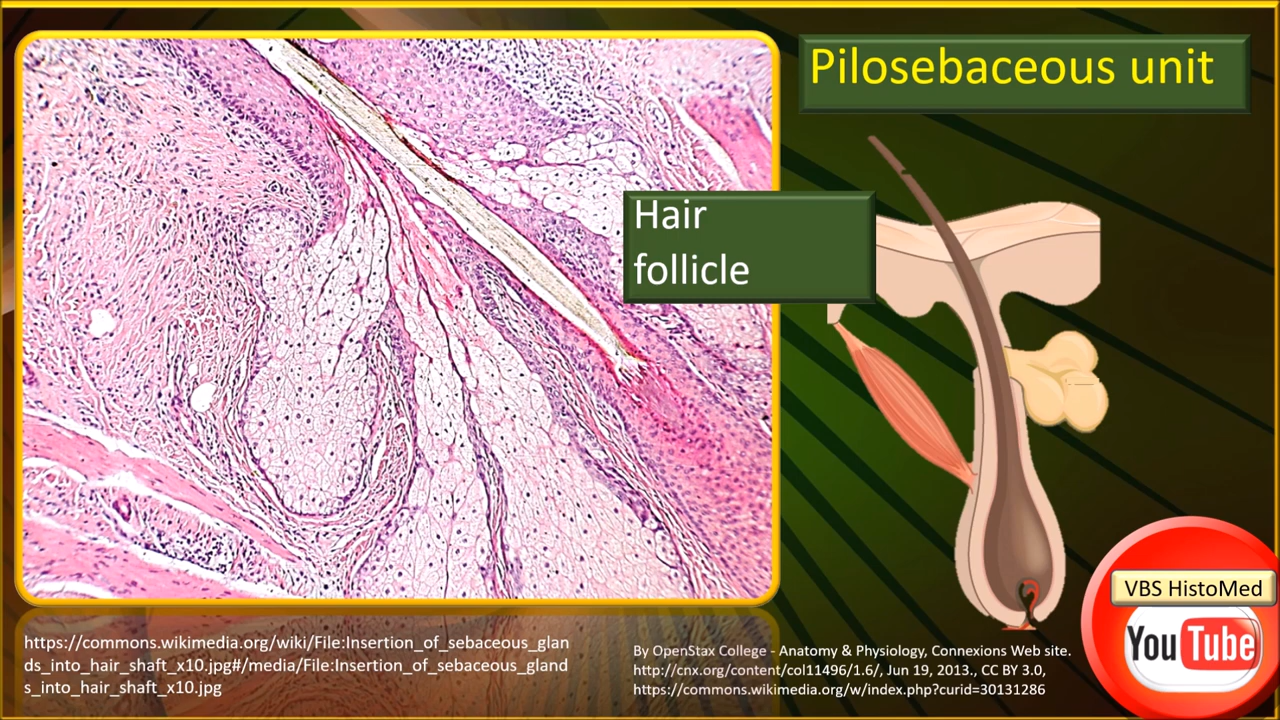 Pilosebaceous unit
Hair
follicle
VBS HistoMed
YouTube
https://commons.wikimedia.org/wiki/File:Insertion_of_sebaceous_glan
ds_into_hair_shaft_x10.jpg#/media/File:Insertion_of_sebaceous_gland
s_into_hair_shaft_x10.jpg
By OpenStax College - Anatomy & Physiology, Connexions Web site.
http://cnx.org/content/col11496/1.6/, Jun 19, 2013., CC BY 3.0,
https://commons.wikimedia.org/w/index.php?curid=30131286